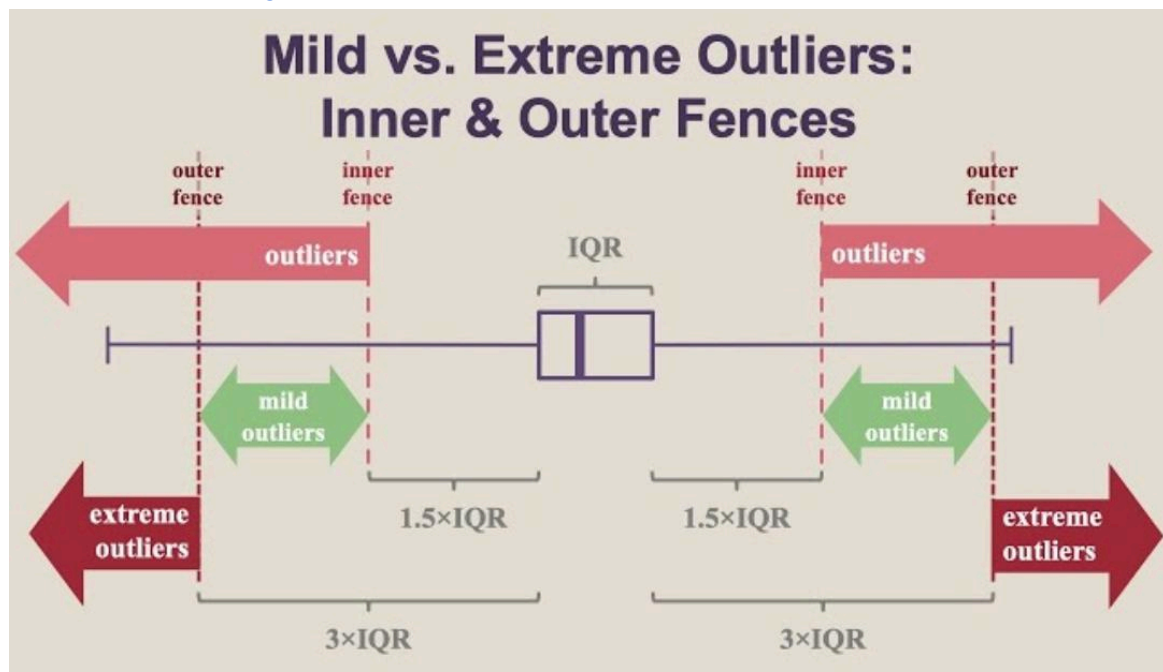 Mild vs. Extreme Outliers:
Inner & Outer Fences
outer
fence
inner
fence
inner
fence
outer
fence
outliers
IQR
outliers
mild
outliers
mild
outliers
1.5×IQR
1.5×IQR
extreme
outliers
extreme
outliers
3×IQR
3×IQR